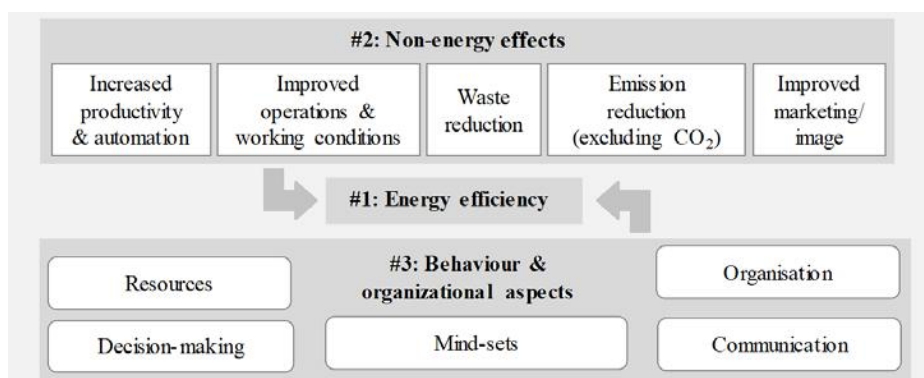 #2: Non-energy effects
Increased
productivity
& automation
Improved
operations &
working conditions
Waste
reduction
Emission
reduction
(excluding CO₂)
Improved
marketing/
image
#1: Energy efficiency
#3: Behaviour &
organizational aspects
Resources
Organisation
Decision-making
Mind-sets
Communication